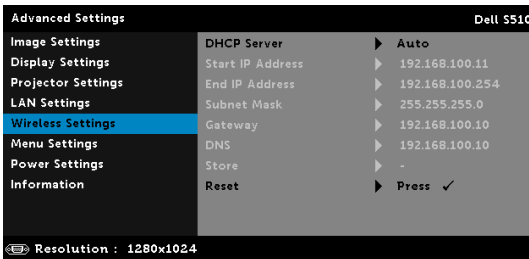 Advanced Settings Dell S510
Image Settings DHCP Server Auto
Display Settings Start IP Address 192.168.100.11
Projector Settings End IP Address 192.168.100.254
LAN Settings Subnet Mask 255.255.255.0
Wireless Settings Gateway 192.168.100.10
Menu Settings DNS 192.168.100.10
Power Settings Store -
Information Reset Press ✓
Resolution : 1280x1024